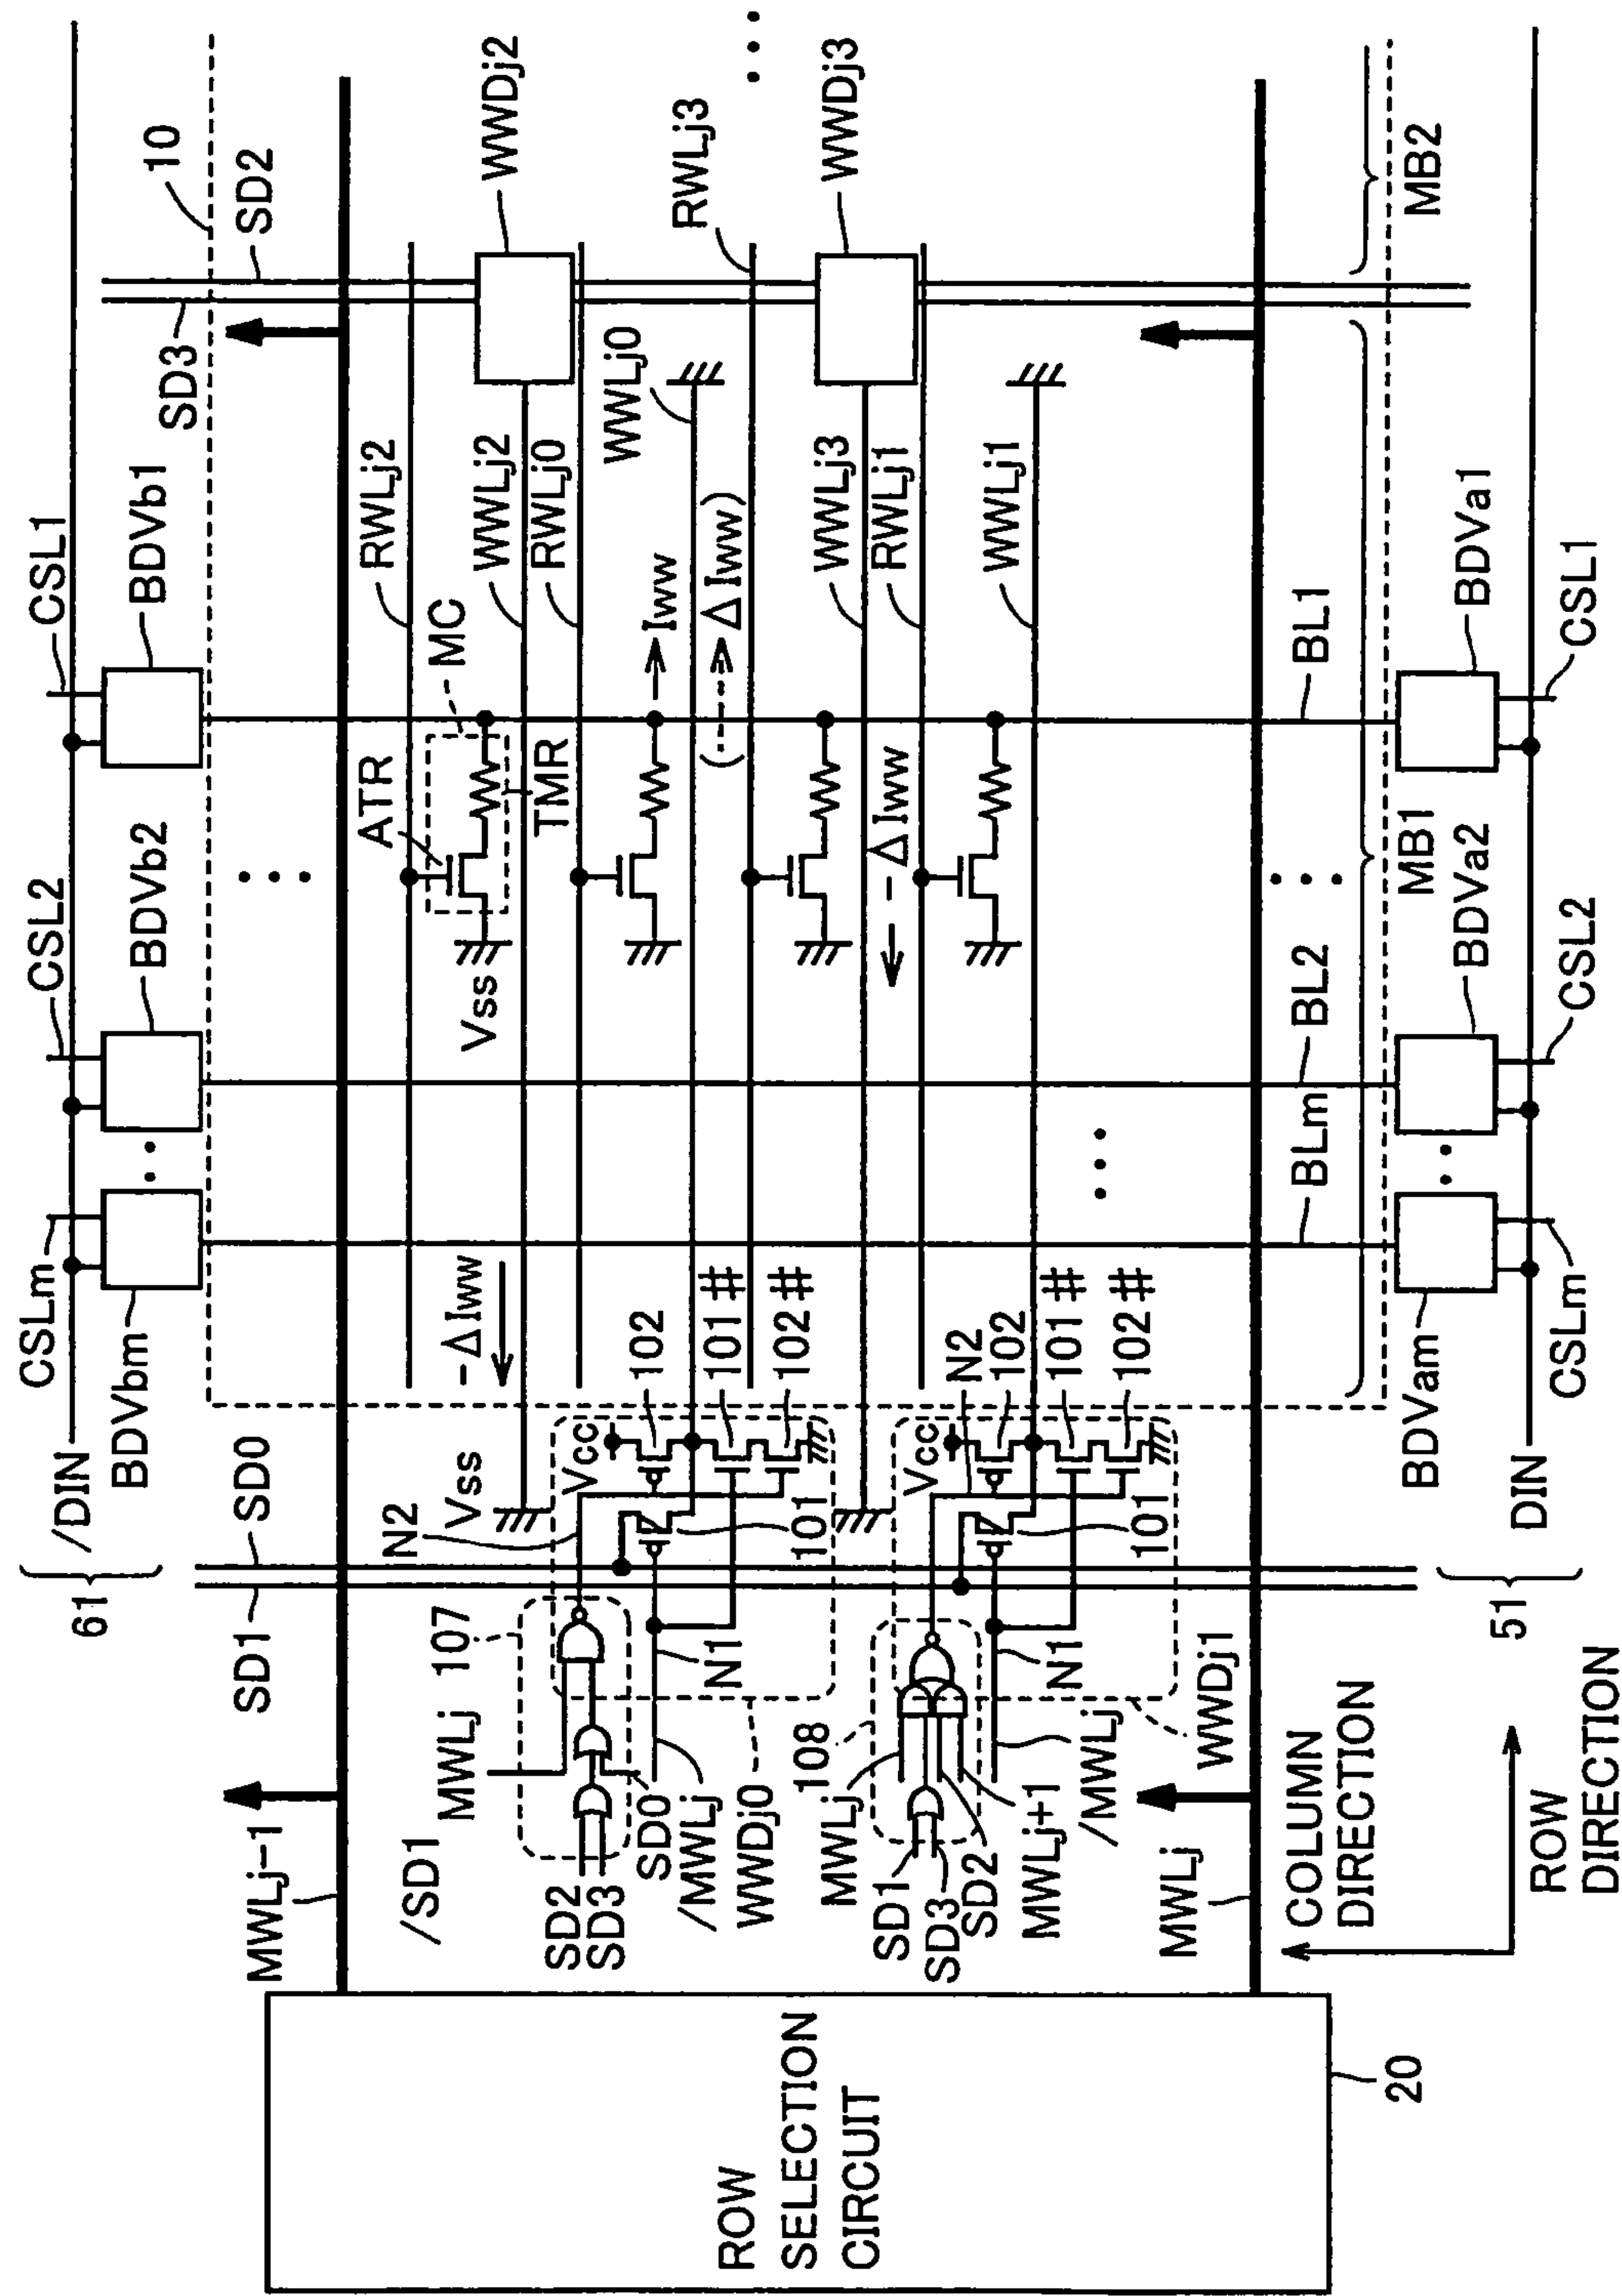 /DIN
61
CSLm
CSL2
CSL1
BDVbm
BDVb2
BDVb1
SD1
SD0
SD3
SD2
10
MWLj-1
RWLj2
/SD1
MWLj
107
N2
Vss
-ΔIww
ATR
MC
Vss
TMR
WWLj2
RWLj0
WWDj2
SD2
SD3
SD0
/MWLj
WWDj0
N1
101
Vcc
102
101#
102#
Iww
(ΔIww)
WWLj0
RWLj3
MWLj
108
SD1
SD3
SD2
MWLj+1
/MWLj
WWDj1
N1
101
N2
Vcc
102
101#
102#
-ΔIww
WWLj3
RWLj1
WWDj3
WWLj1
MWLj
BLm
BL2
BL1
MB1
MB2
ROW
SELECTION
CIRCUIT
20
COLUMN
DIRECTION
ROW
DIRECTION
51
DIN
BDVam
BDVa2
BDVa1
CSLm
CSL2
CSL1